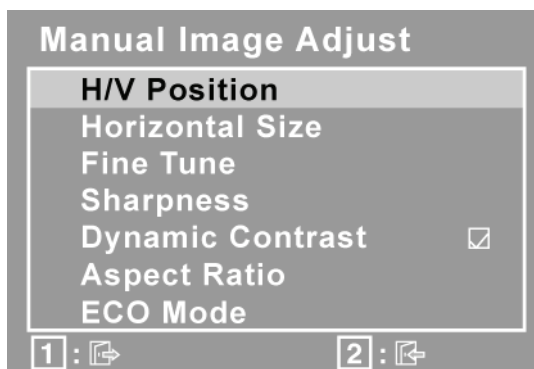 Manual Image Adjust
H/V Position
Horizontal Size
Fine Tune
Sharpness
Dynamic Contrast
Aspect Ratio
ECO Mode
1 : 2 :